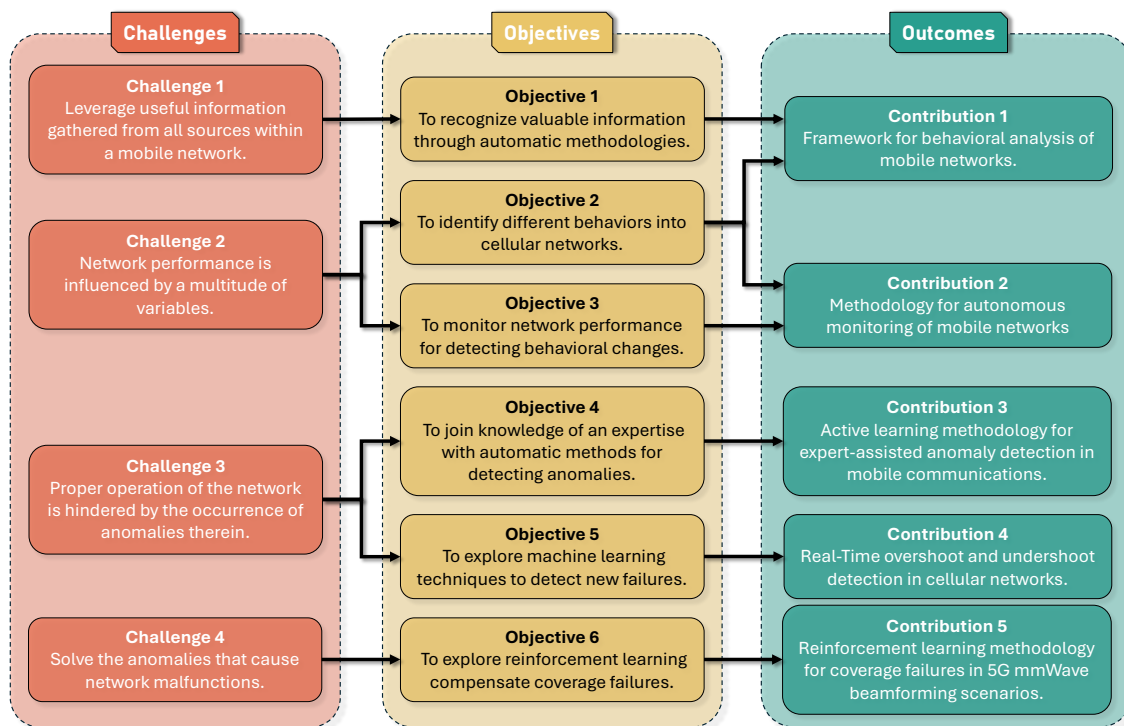 Challenges
Challenge 1
Leverage useful information
gathered from all sources within
a mobile network.
Challenge 2
Network performance is
influenced by a multitude of
variables.
Challenge 3
Proper operation of the network
is hindered by the occurrence of
anomalies therein.
Challenge 4
Solve the anomalies that cause
network malfunctions.
Objectives
Objective 1
To recognize valuable information
through automatic methodologies.
Objective 2
To identify different behaviors into
cellular networks.
Objective 3
To monitor network performance
for detecting behavioral changes.
Objective 4
To join knowledge of an expertise
with automatic methods for
detecting anomalies.
Objective 5
To explore machine learning
techniques to detect new failures.
Objective 6
To explore reinforcement learning
compensate coverage failures.
Outcomes
Contribution 1
Framework for behavioral analysis of
mobile networks.
Contribution 2
Methodology for autonomous
monitoring of mobile networks
Contribution 3
Active learning methodology for
expert-assisted anomaly detection in
mobile communications.
Contribution 4
Real-Time overshoot and undershoot
detection in cellular networks.
Contribution 5
Reinforcement learning methodology
for coverage failures in 5G mmWave
beamforming scenarios.